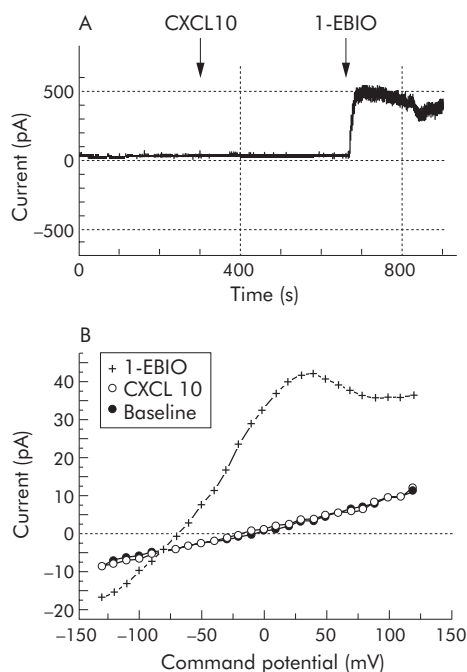 A
CXCL10
1-EBIO
500
0
–500
Current (pA)
0
400
800
Time (s)
B
1-EBIO
CXCL 10
Baseline
40
30
20
10
0
–10
–20
Current (pA)
–150
–100
–50
0
50
100
150
Command potential (mV)